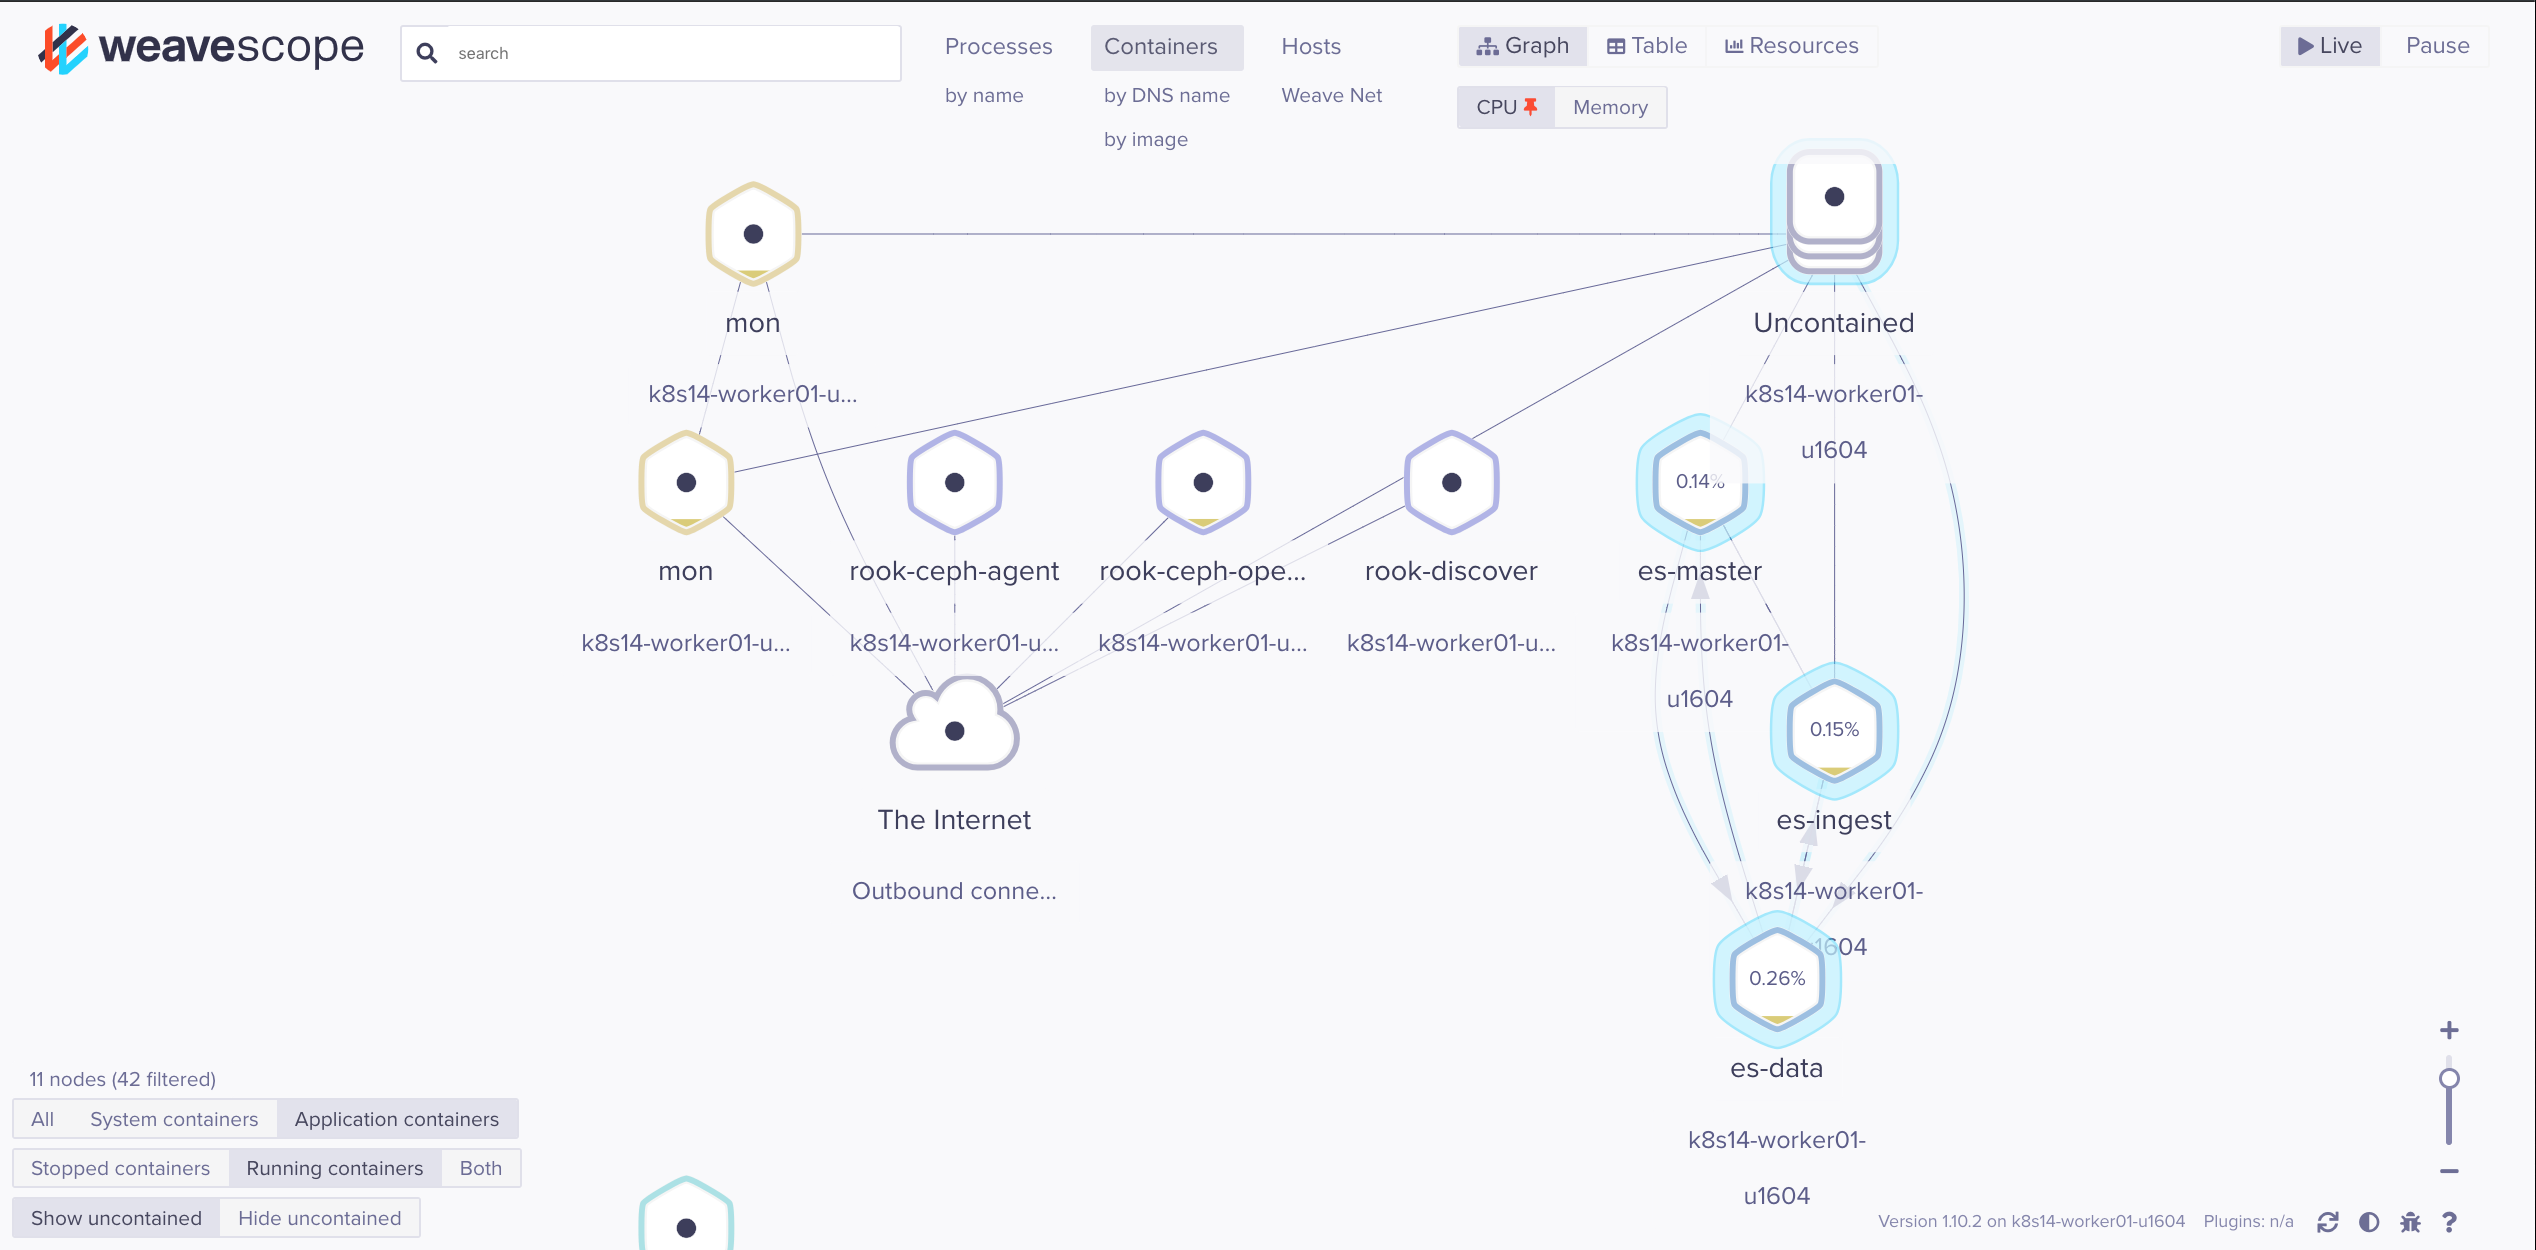 weavescope
search
Processes
Containers
Hosts
Graph
Table
Resources
Live
Pause
by name
by DNS name
Weave Net
CPU
Memory
by image
mon
Uncontained
k8s14-worker01-u...
k8s14-worker01-
u1604
0.14%
mon
rook-ceph-agent
rook-ceph-ope...
rook-discover
es-master
k8s14-worker01-u...
k8s14-worker01-u...
k8s14-worker01-u...
k8s14-worker01-u...
k8s14-worker01-
u1604
0.15%
The Internet
es-ingest
Outbound conne...
k8s14-worker01-
1604
0.26%
es-data
k8s14-worker01-
u1604
11 nodes (42 filtered)
All
System containers
Application containers
Stopped containers
Running containers
Both
Show uncontained
Hide uncontained
Version 1.10.2 on k8s14-worker01-u1604
Plugins: n/a